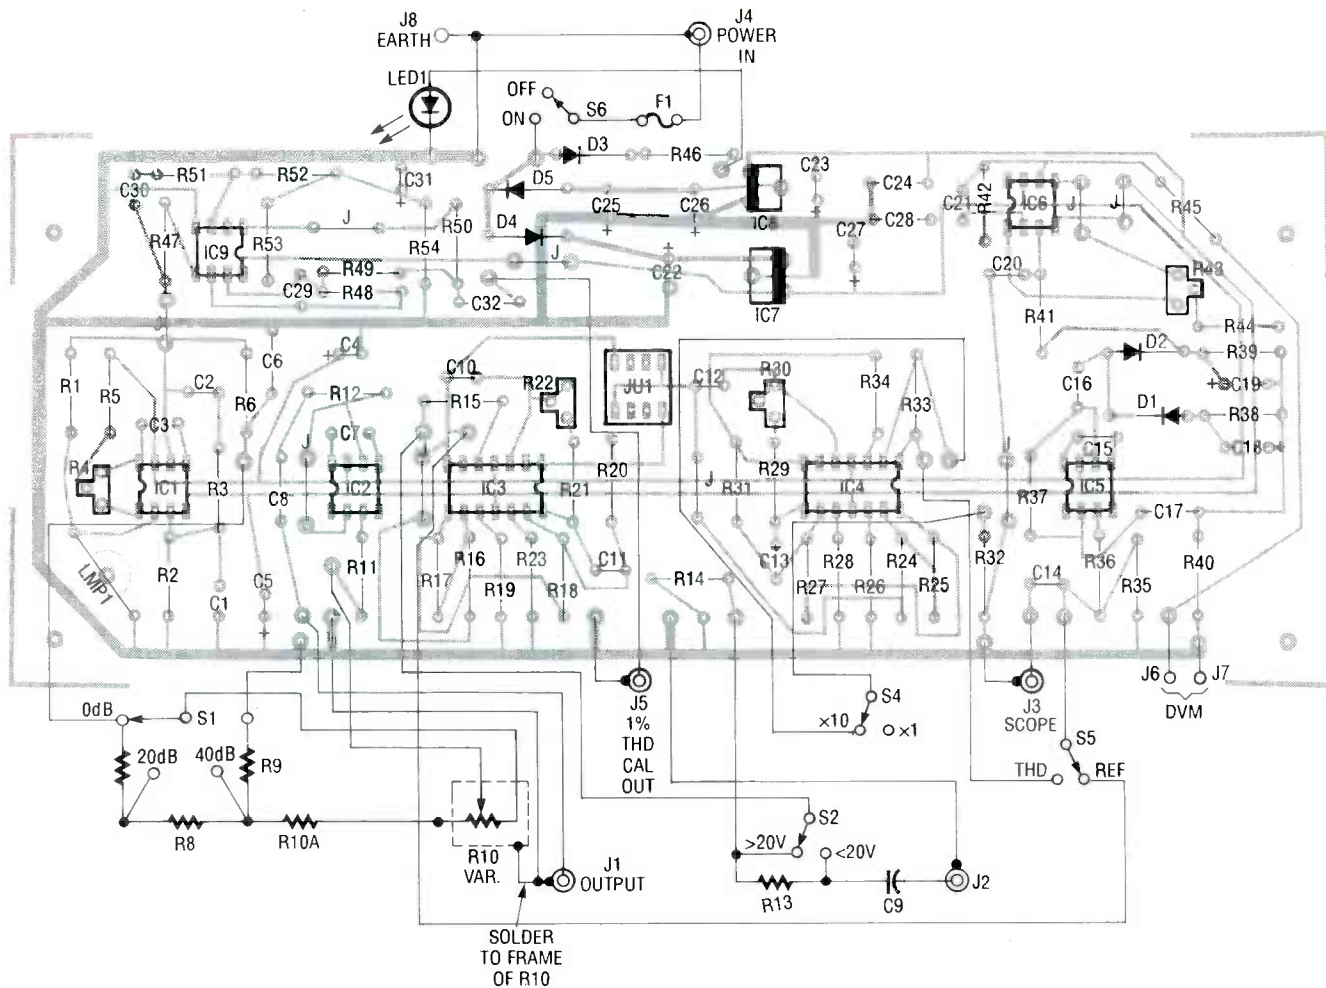 J8
EARTH
J4
POWER
IN
LED1
OFF
S6
F1
ON
D3
R46
R51
R52
C31
D5
C23
C24
C30
C25
C26
R42
C21
IC6
J
J
R45
R47
IC9
R53
J
R54
R50
D4
J
C27
C28
R49
C29
R48
C32
C22
IC7
C20
R43
R41
R44
J
C6
C4
R1
R5
C2
R6
R12
C10
R22
JU1
C12
R30
R34
R33
C16
D2
R39
C19
D1
R38
C3
R15
J
C7
J
R4
IC1
R3
C8
IC2
IC3
R21
R20
J
R31
R29
IC4
J
R37
C15
IC5
C18
C17
LMP1
R2
C1
C5
R11
R17
R16
R19
R23
R18
C11
R14
C13
R27
R28
R26
R24
R25
R32
C14
R36
R35
R40
0dB
S1
20dB
40dB
R9
R8
R10A
R10
VAR.
J5
1%
THD
CAL
OUT
S4
×10
×1
J3
SCOPE
J6
J7
DVM
S5
THD
REF
S2
>20V
<20V
R13
C9
J2
J1
OUTPUT
SOLDER
TO FRAME
OF R10